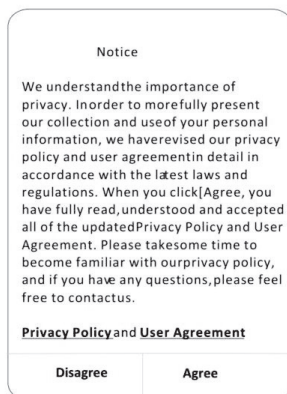 Notice
We understandthe importance of
privacy. Inorder to morefully present
our collection and useof your personal
information, we haverevised our privacy
policy and user agreementin detail in
accordance with the latest laws and
regulations. When you click[Agree, you
have fully read,understood and accepted
all of the updatedPrivacy Policy and User
Agreement. Please takesome time to
become familiar with ourprivacy policy,
and if you have any questions,please feel
free to contactus.
Privacy Policyand User Agreement
Disagree Agree